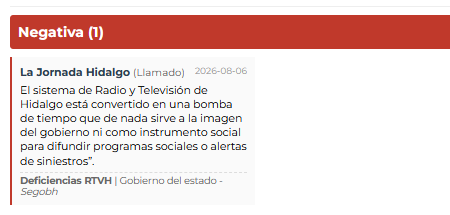 Negativa (1)
La Jornada Hidalgo (Llamado) 2026-08-06
El sistema de Radio y Televisión de
Hidalgo está convertido en una bomba
de tiempo que de nada sirve a la imagen
del gobierno ni como instrumento social
para difundir programas sociales o alertas
de siniestros”.
Deficiencias RTVH | Gobierno del estado -
Segobh